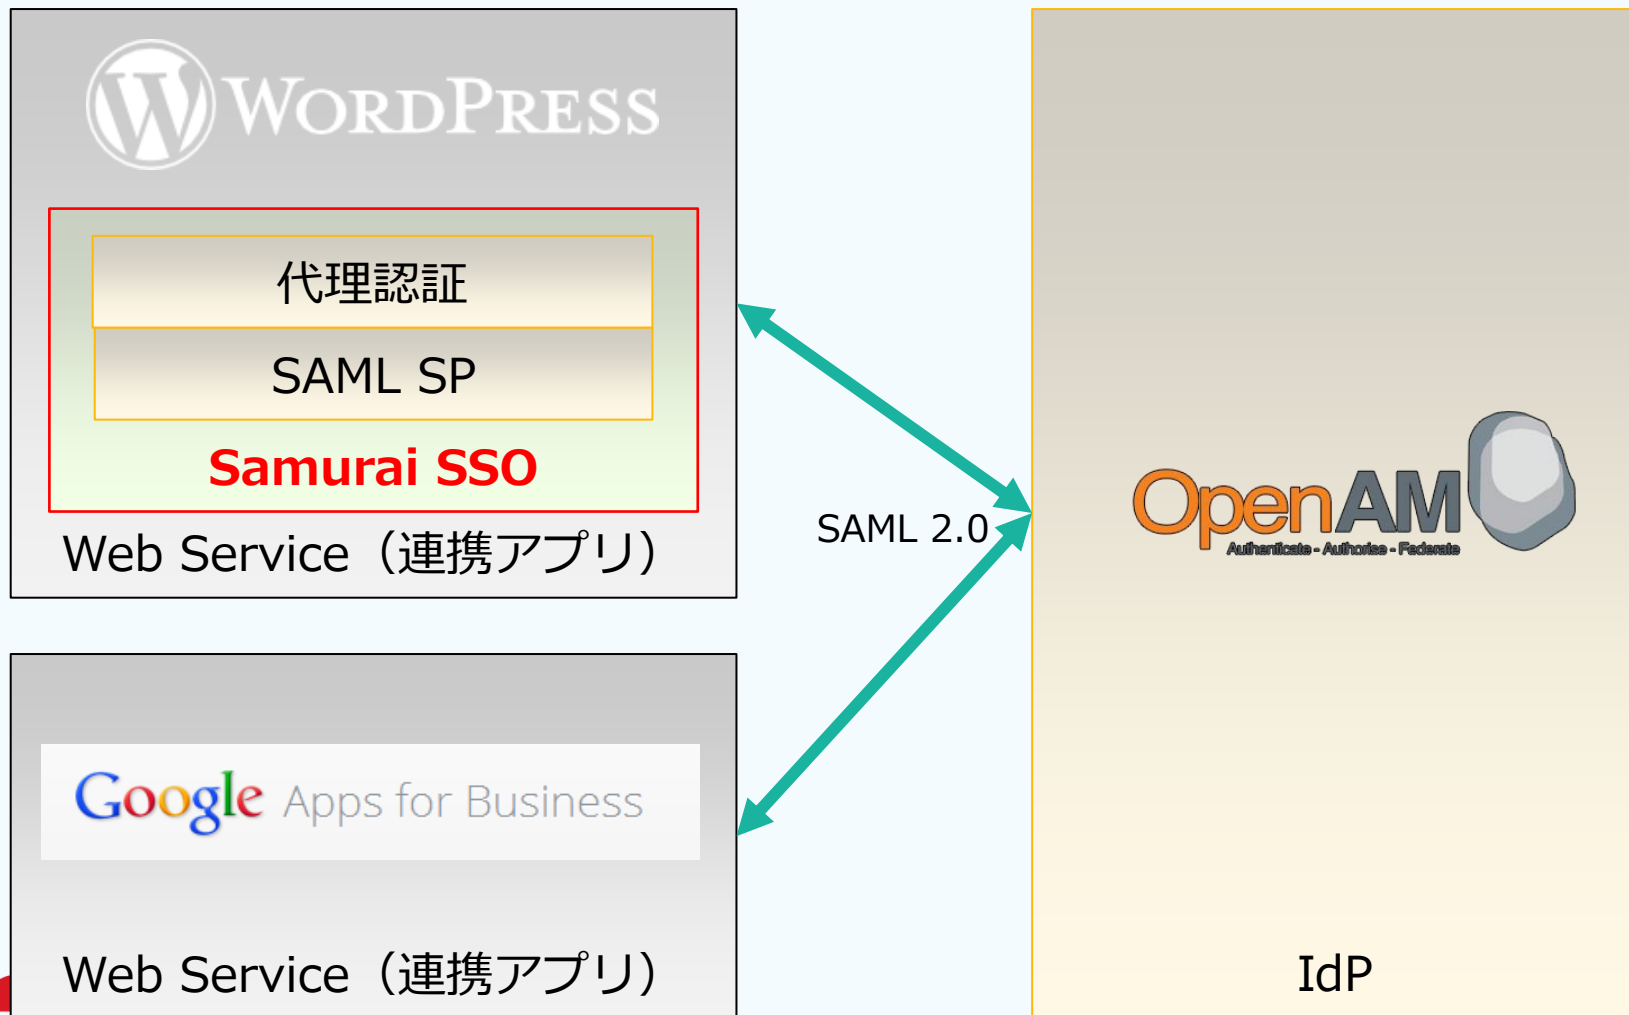 WORDPRESS
代理認証
SAML SP
Samurai SSO
Web Service（連携アプリ）
SAML 2.0
OpenAM
Authenticate - Authorise - Federate
Google Apps for Business
Web Service（連携アプリ）
IdP